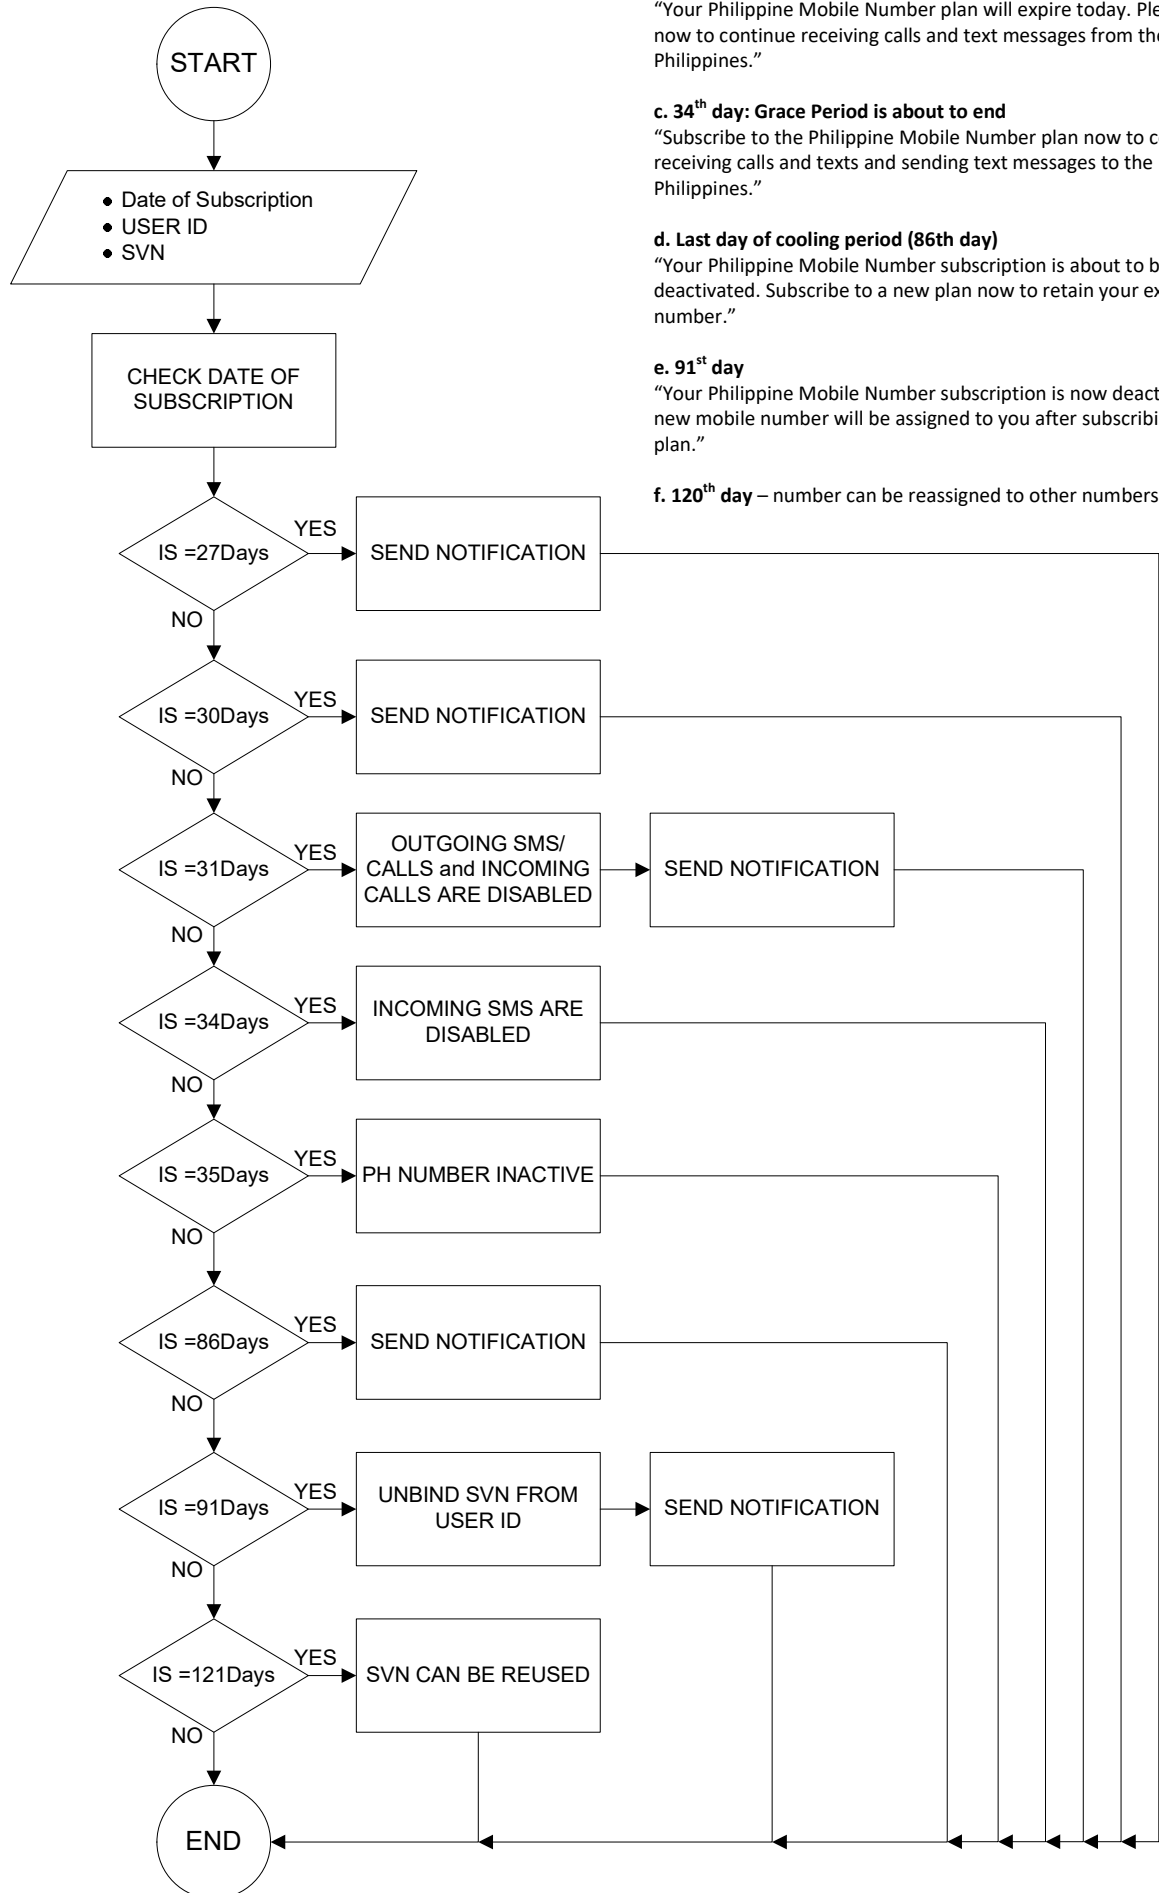 START
• Date of Subscription
• USER ID
• SVN
CHECK DATE OF
SUBSCRIPTION
IS =27Days
YES
SEND NOTIFICATION
NO
IS =30Days
YES
SEND NOTIFICATION
NO
IS =31Days
YES
OUTGOING SMS/
CALLS and INCOMING
CALLS ARE DISABLED
SEND NOTIFICATION
NO
IS =34Days
YES
INCOMING SMS ARE
DISABLED
NO
IS =35Days
YES
PH NUMBER INACTIVE
NO
IS =86Days
YES
SEND NOTIFICATION
NO
IS =91Days
YES
UNBIND SVN FROM
USER ID
SEND NOTIFICATION
NO
IS =121Days
YES
SVN CAN BE REUSED
NO
END
“Your Philippine Mobile Number plan will expire today.
now to continue receiving calls and text messages from
Philippines.”
c. 34th day: Grace Period is about to end
“Subscribe to the Philippine Mobile Number plan now to
receiving calls and texts and sending text messages to the
Philippines.”
d. Last day of cooling period (86th day)
“Your Philippine Mobile Number subscription is about to
deactivated. Subscribe to a new plan now to retain your
number.”
e. 91st day
“Your Philippine Mobile Number subscription is now
new mobile number will be assigned to you after
plan.”
f. 120th day – number can be reassigned to other numbers